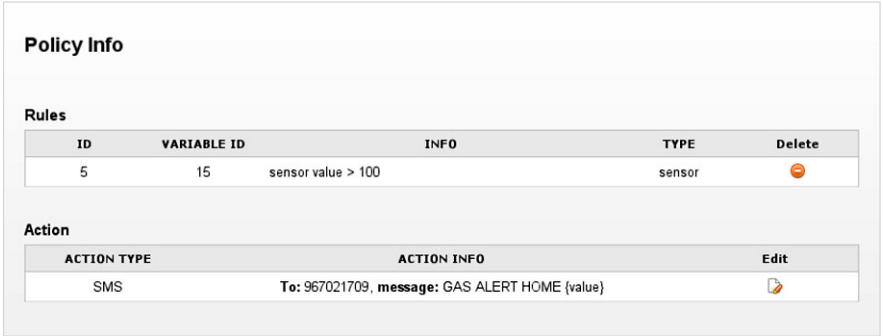 Policy Info
Rules
ID VARIABLE ID INFO TYPE Delete
5 15 sensor value > 100 sensor
Action
ACTION TYPE ACTION INFO Edit
SMS To: 967021709, message: GAS ALERT HOME {value}